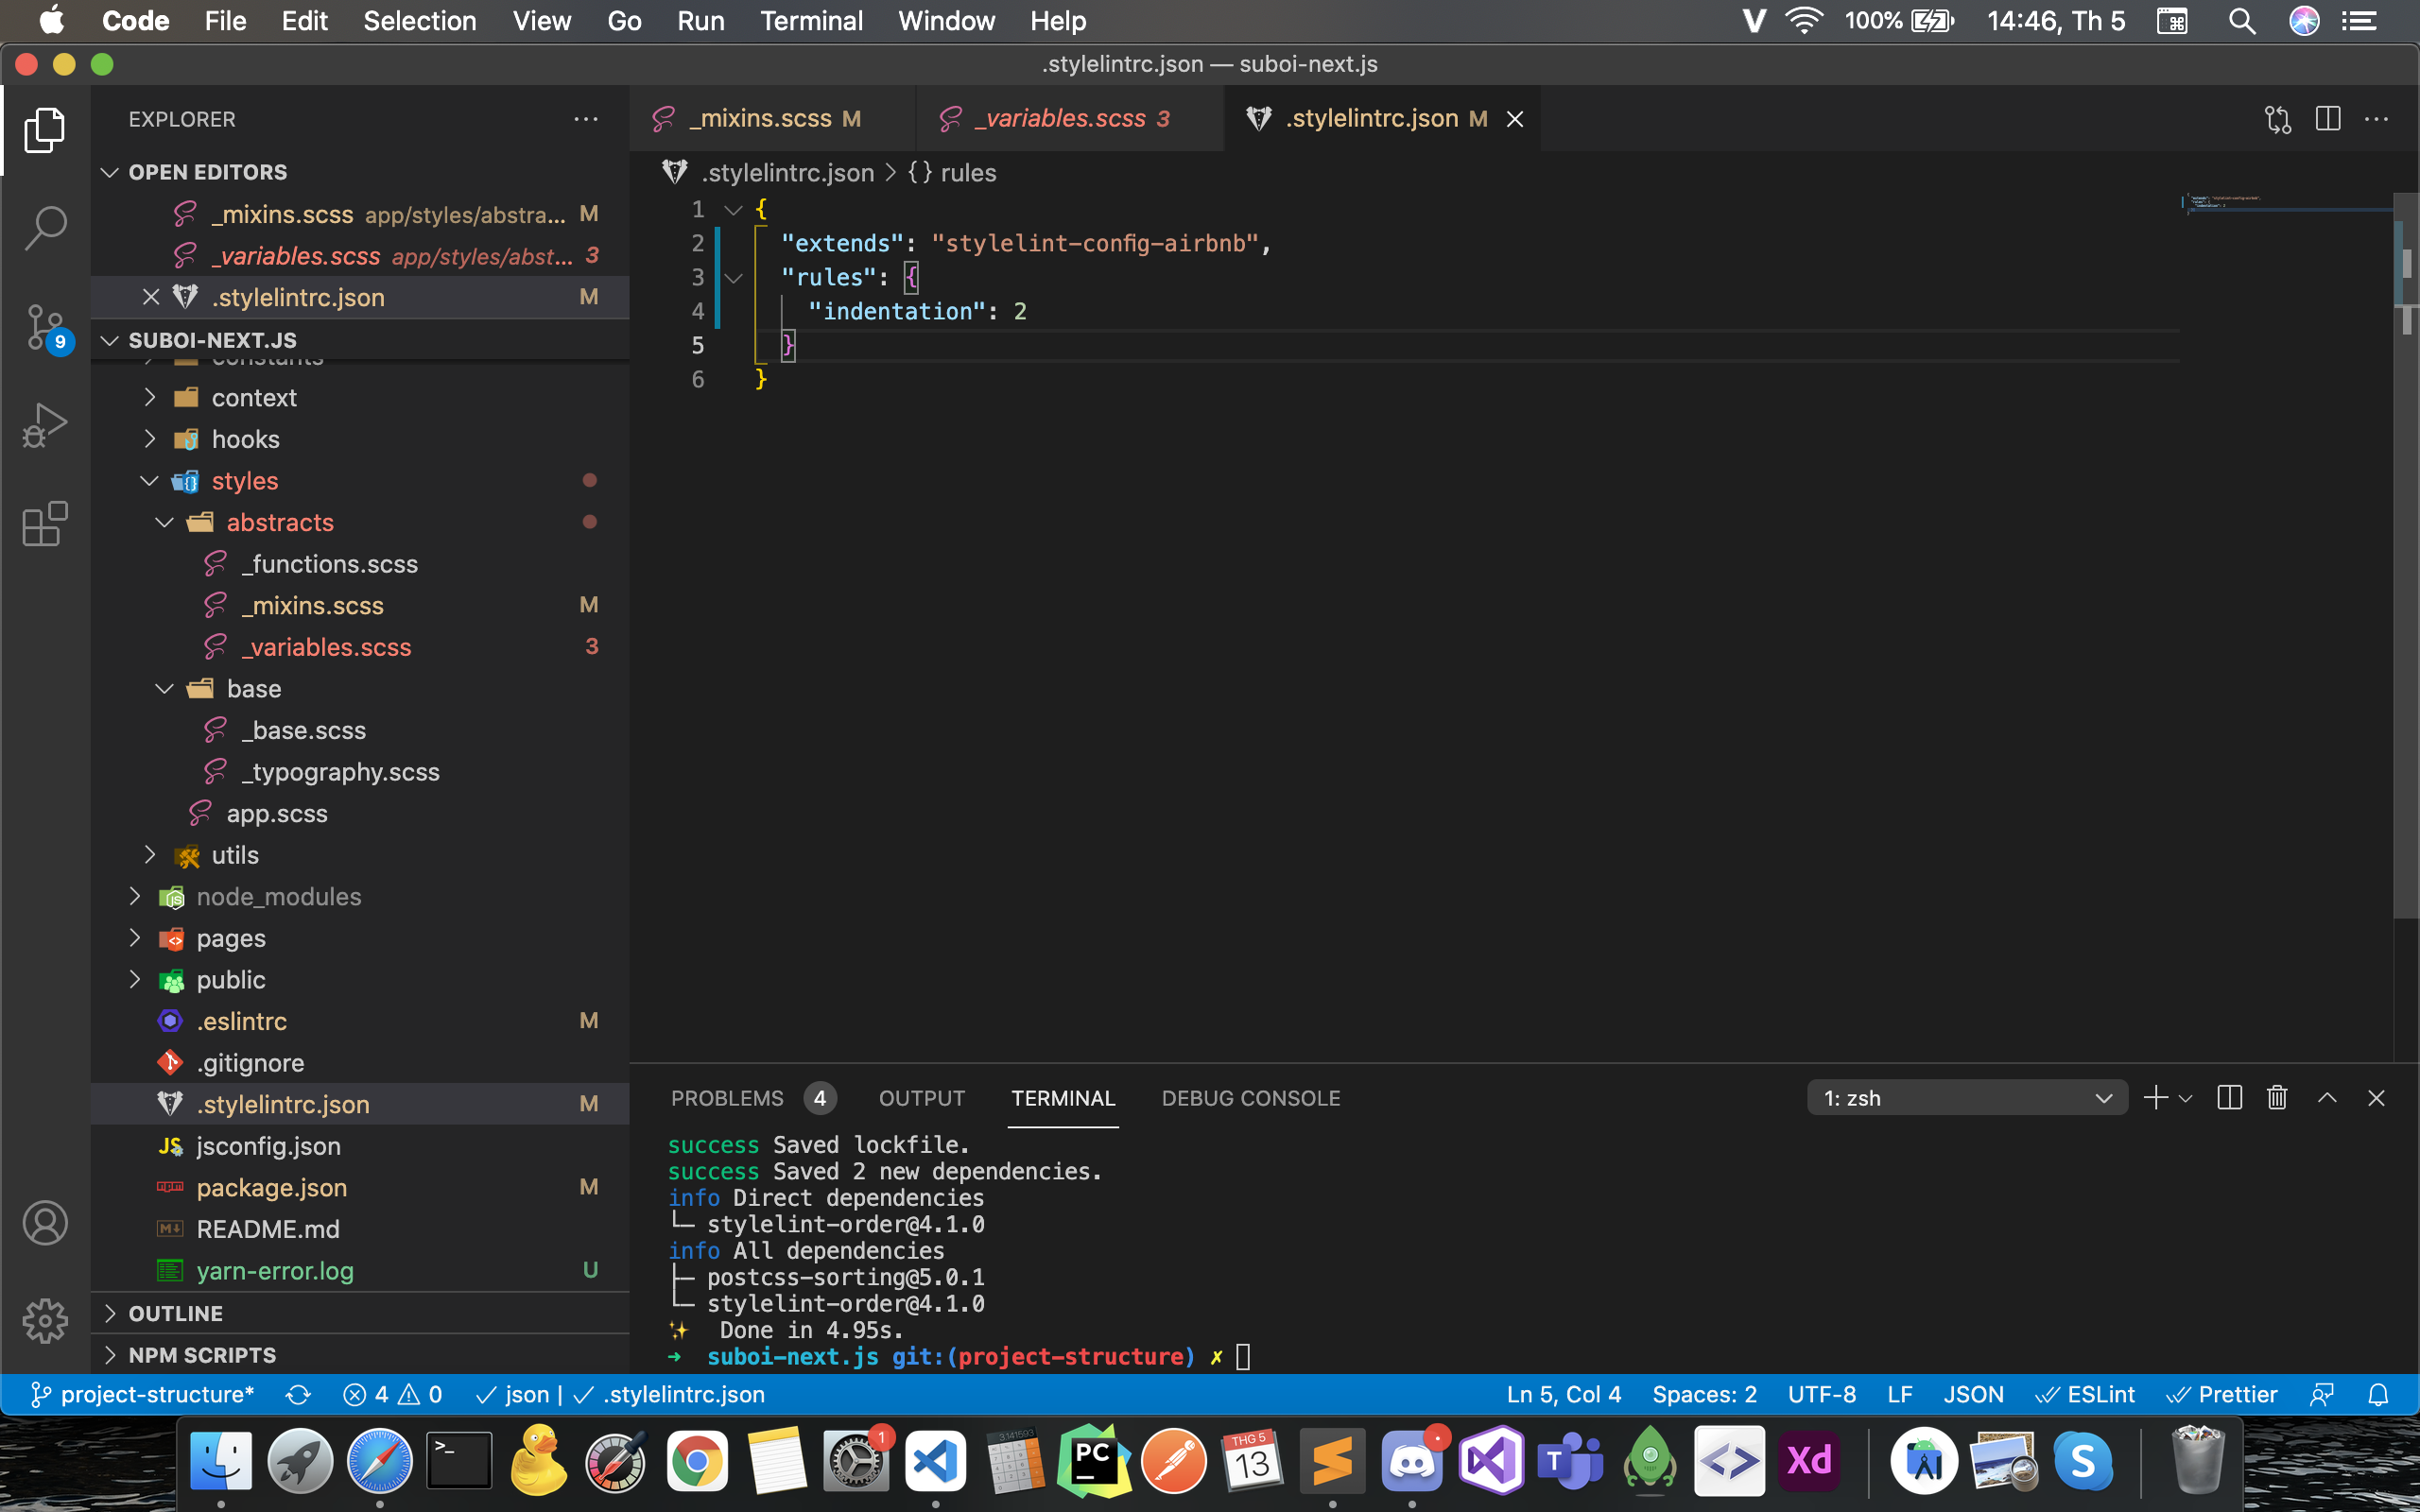 Code File Edit Selection View Go Run Terminal Window Help 100% 14:46, Th 5
.stylelintrc.json — suboi-next.js
EXPLORER
OPEN EDITORS
_mixins.scss app/styles/abstra... M
_variables.scss app/styles/abst... 3
.stylelintrc.json M
SUBOI-NEXT.JS
constants
context
hooks
styles
abstracts
_functions.scss
_mixins.scss M
_variables.scss 3
base
_base.scss
_typography.scss
app.scss
utils
node_modules
pages
public
.eslintrc M
.gitignore
.stylelintrc.json M
jsconfig.json
package.json M
README.md
yarn-error.log U
OUTLINE
NPM SCRIPTS
9
_mixins.scss M _variables.scss 3 .stylelintrc.json M
.stylelintrc.json > {} rules
1 {
2 "extends": "stylelint-config-airbnb",
3 "rules": {
4 "indentation": 2
5 }
6 }
PROBLEMS 4 OUTPUT TERMINAL DEBUG CONSOLE 1: zsh
success Saved lockfile.
success Saved 2 new dependencies.
info Direct dependencies
└─ stylelint-order@4.1.0
info All dependencies
├─ postcss-sorting@5.0.1
└─ stylelint-order@4.1.0
✨ Done in 4.95s.
➜ suboi-next.js git:(project-structure) ✗
project-structure* 4 0 json | .stylelintrc.json Ln 5, Col 4 Spaces: 2 UTF-8 LF JSON ESLint Prettier
1
PC
THG 5
13
T
Xd
S